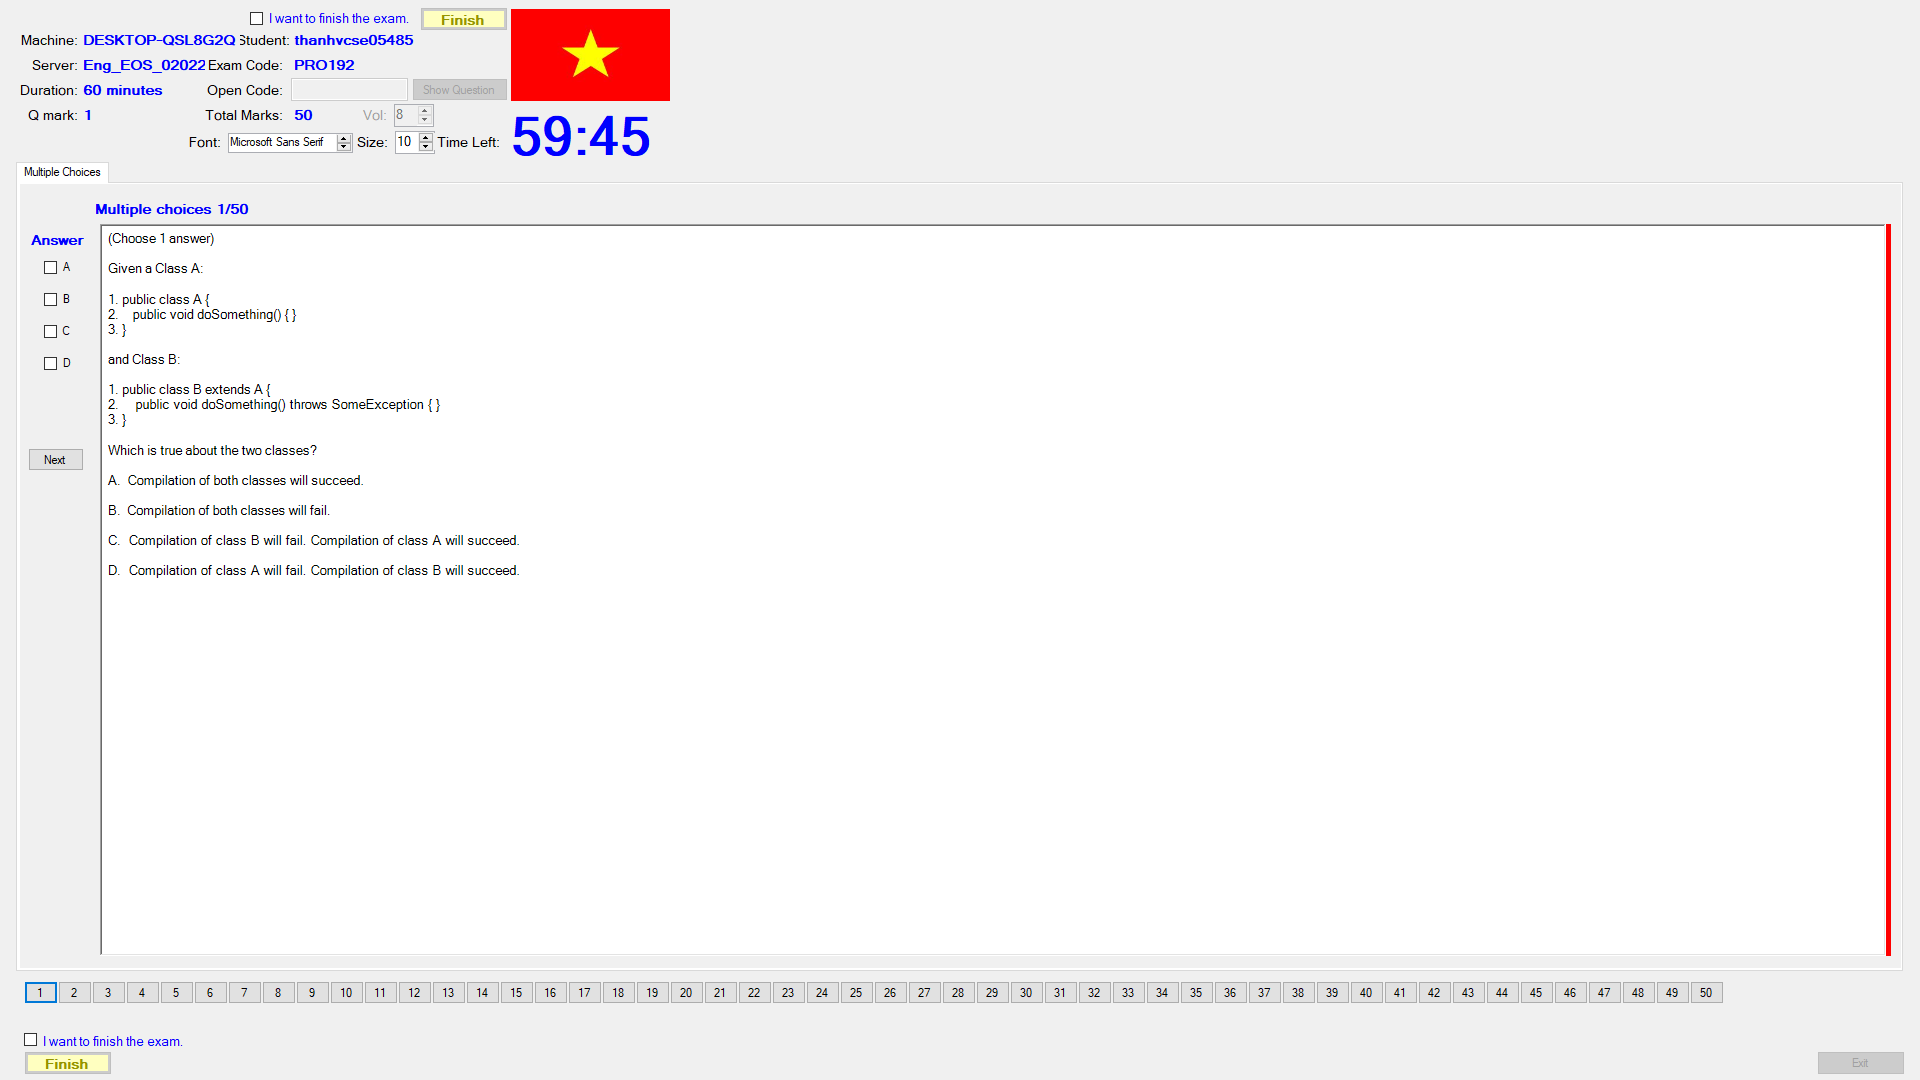 I want to finish the exam. Finish
Machine: DESKTOP-QSL8G2Q Student: thanhvcse05485
Server: Eng_EOS_02022 Exam Code: PRO192
Duration: 60 minutes Open Code: Show Question
Q mark: 1 Total Marks: 50 Vol: 8
Font: Microsoft Sans Serif Size: 10 Time Left: 59:45
Multiple Choices
Multiple choices 1/50
Answer
A
B
C
D
Next
(Choose 1 answer)
Given a Class A:
1. public class A {
2. public void doSomething() { }
3. }
and Class B:
1. public class B extends A {
2. public void doSomething() throws SomeException { }
3. }
Which is true about the two classes?
A. Compilation of both classes will succeed.
B. Compilation of both classes will fail.
C. Compilation of class B will fail. Compilation of class A will succeed.
D. Compilation of class A will fail. Compilation of class B will succeed.
1 2 3 4 5 6 7 8 9 10 11 12 13 14 15 16 17 18 19 20 21 22 23 24 25 26 27 28 29 30 31 32 33 34 35 36 37 38 39 40 41 42 43 44 45 46 47 48 49 50
I want to finish the exam.
Finish
Exit